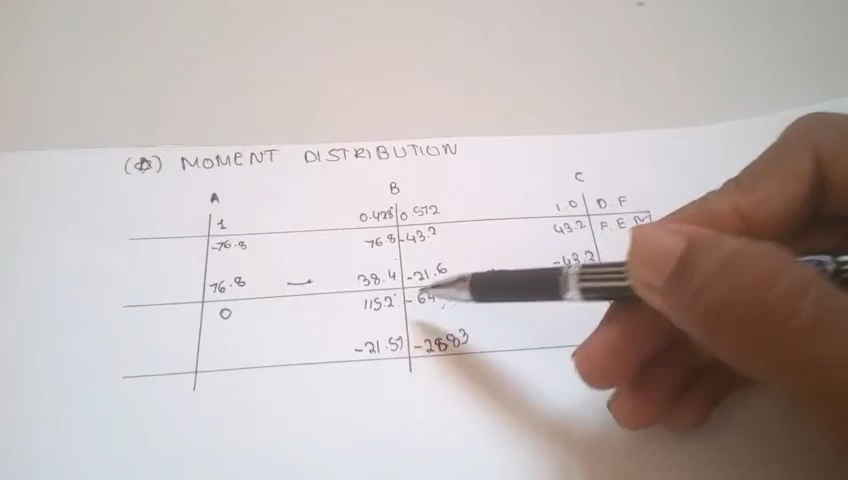 (A) MOMENT DISTRIBUTION
A B C
1 0.428 0.572 1.0 D.F
-76.8 76.8 -43.2 43.2 F.E.M
76.8 38.4 -21.6 -43.2
0 115.2 -64.
-21.57 -28.83